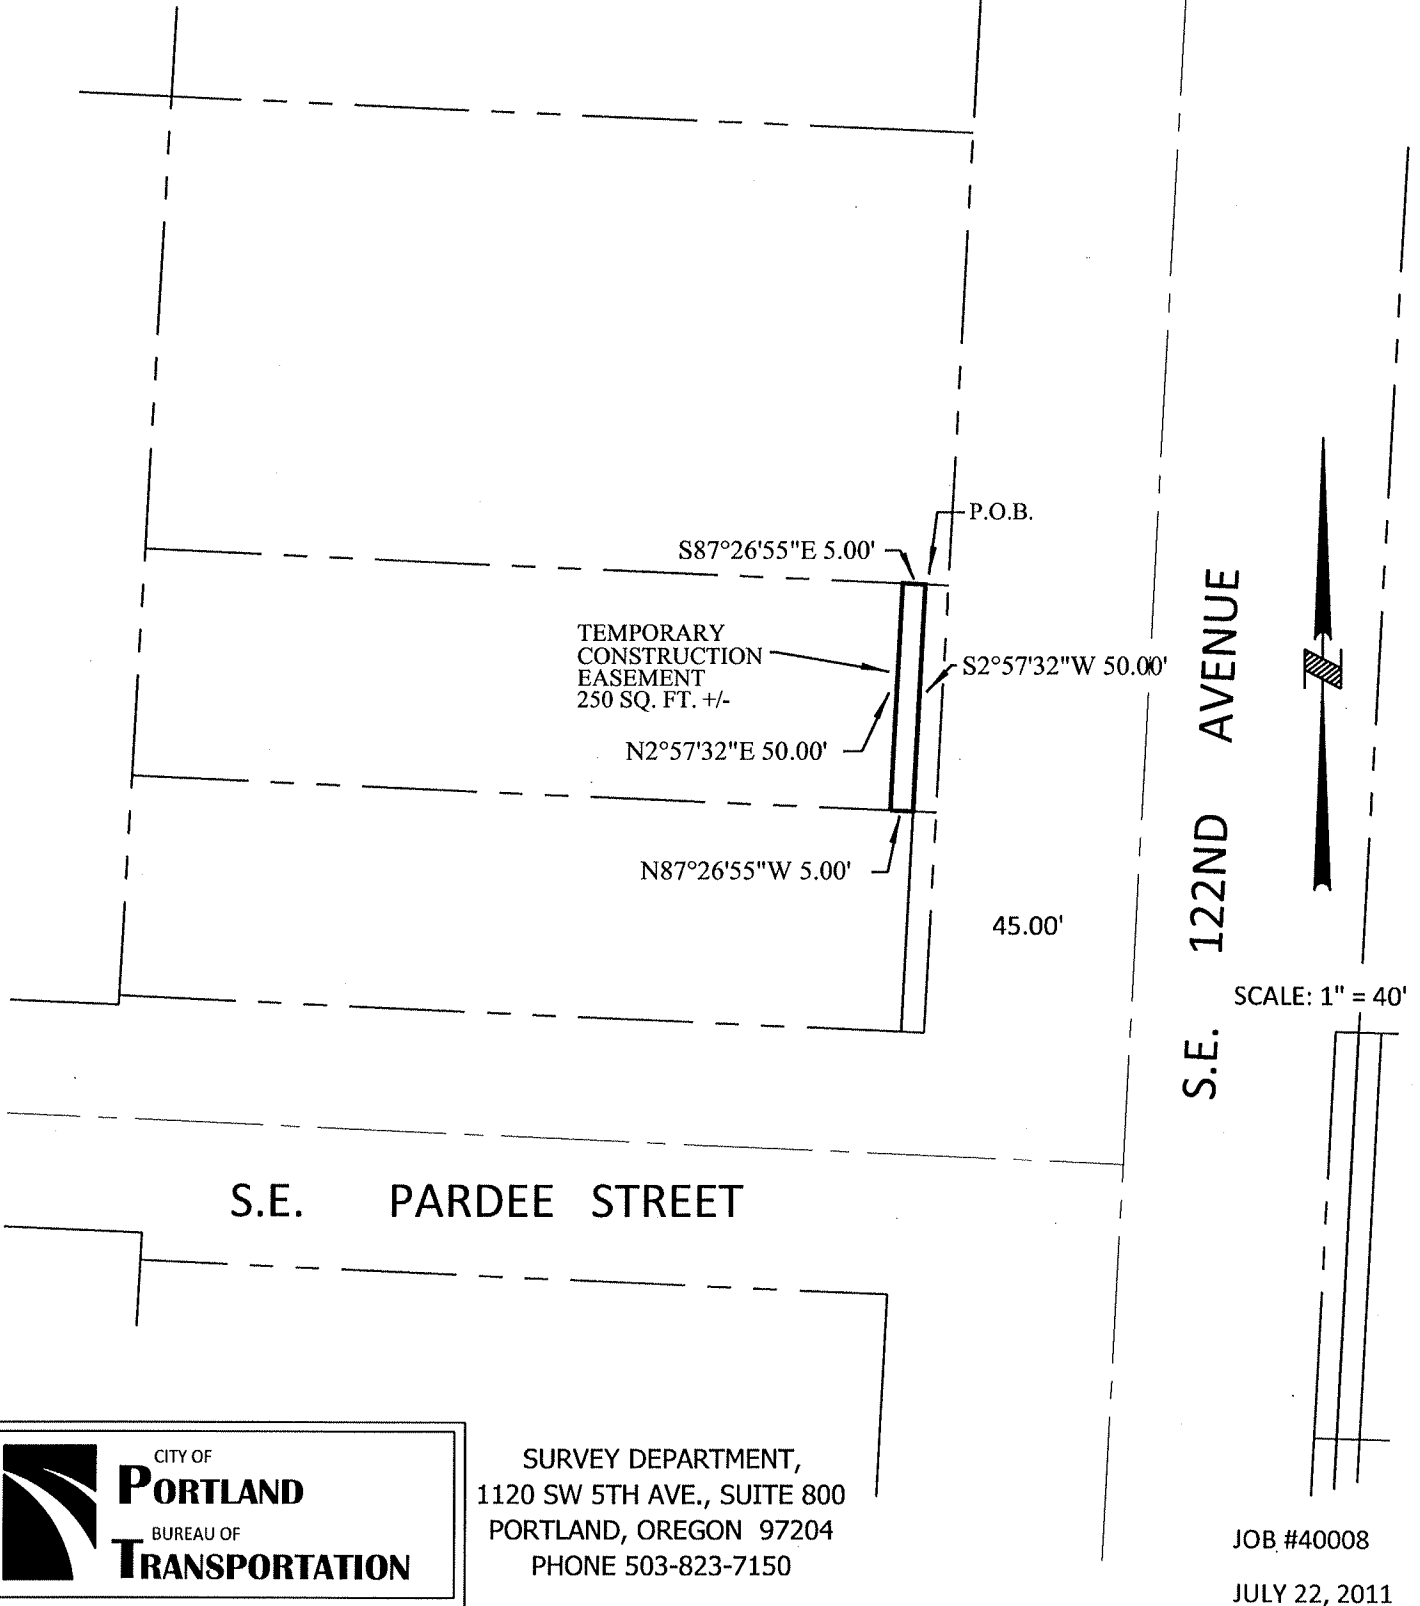 P.O.B.
S87°26'55"E 5.00'
TEMPORARY
CONSTRUCTION
EASEMENT
250 SQ. FT. +/-
S2°57'32"W 50.00'
N2°57'32"E 50.00'
N87°26'55"W 5.00'
45.00'
S.E. 122ND AVENUE
SCALE: 1" = 40'
S.E. PARDEE STREET
CITY OF
PORTLAND
BUREAU OF
TRANSPORTATION
SURVEY DEPARTMENT,
1120 SW 5TH AVE., SUITE 800
PORTLAND, OREGON 97204
PHONE 503-823-7150
JOB #40008
JULY 22, 2011